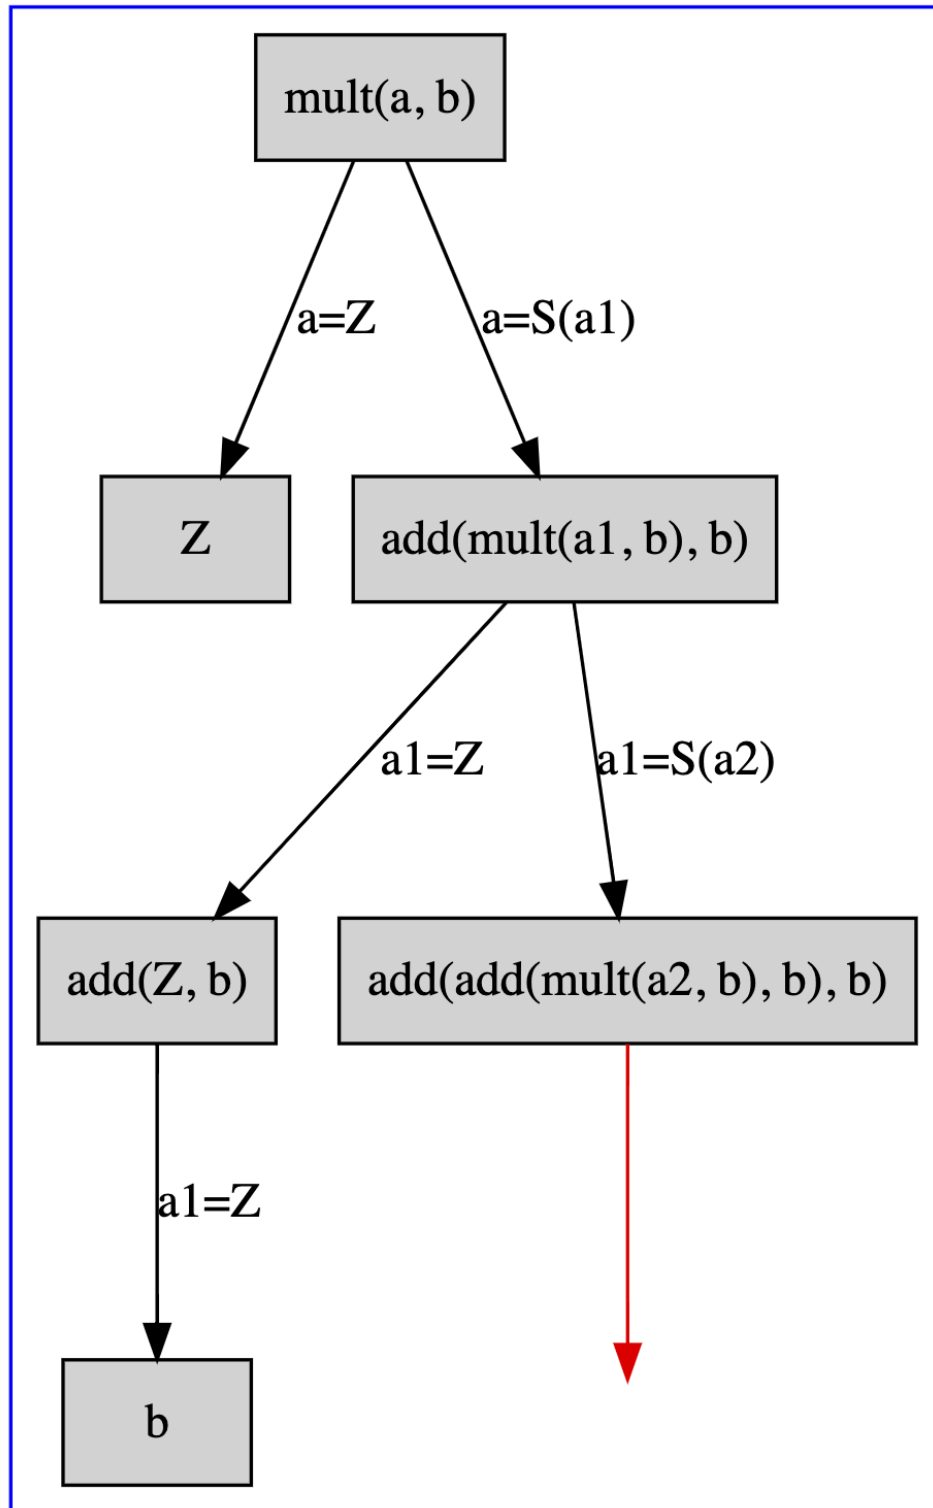 mult(a, b)
a=Z
a=S(a1)
Z
add(mult(a1, b), b)
a1=Z
a1=S(a2)
add(Z, b)
add(add(mult(a2, b), b), b)
a1=Z
b